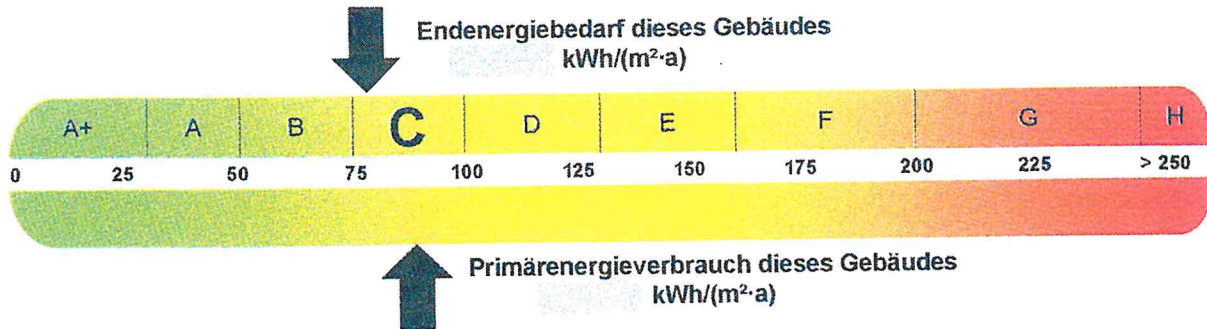 Endenergiebedarf dieses Gebäudes
kWh/(m²·a)
A+ A B C D E F G H
0 25 50 75 100 125 150 175 200 225 > 250
Primärenergieverbrauch dieses Gebäudes
kWh/(m²·a)